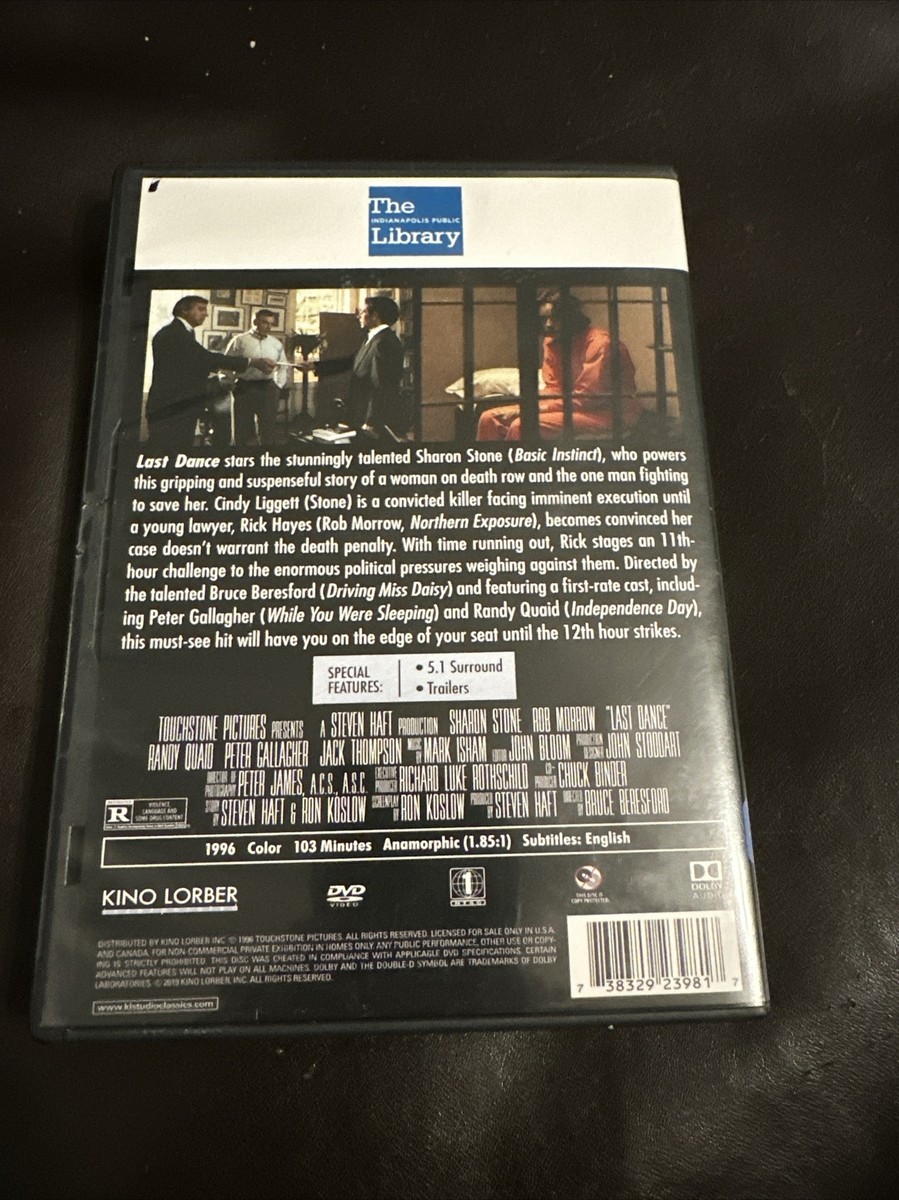 The
INDIANAPOLIS PUBLIC
Library
Last Dance stars the stunningly talented Sharon Stone (Basic Instinct), who powers
this gripping and suspenseful story of a woman on death row and the one man fighting
to save her. Cindy Liggett (Stone) is a convicted killer facing imminent execution until
a young lawyer, Rick Hayes (Rob Morrow, Northern Exposure), becomes convinced her
case doesn't warrant the death penalty. With time running out, Rick stages an 11th-
hour challenge to the enormous political pressures weighing against them. Directed by
the talented Bruce Beresford (Driving Miss Daisy) and featuring a first-rate cast, includ-
ing Peter Gallagher (While You Were Sleeping) and Randy Quaid (Independence Day),
this must-see hit will have you on the edge of your seat until the 12th hour strikes.
SPECIAL
FEATURES:
• 5.1 Surround
• Trailers
TOUCHSTONE PICTURES PRESENTS A STEVEN HAFT PRODUCTION SHARON STONE ROB MORROW "LAST DANCE"
RANDY QUAID PETER GALLAGHER JACK THOMPSON MUSIC BY MARK ISHAM EDITOR JOHN BLOOM PRODUCTION DESIGNER JOHN STODDART
DIRECTOR OF PHOTOGRAPHY PETER JAMES, A.C.S., A.S.C. EXECUTIVE PRODUCER RICHARD LUKE ROTHSCHILD CO-PRODUCER CHUCK BINDER
STORY BY STEVEN HAFT & RON KOSLOW SCREENPLAY BY RON KOSLOW PRODUCED BY STEVEN HAFT DIRECTED BY BRUCE BERESFORD
R
VIOLENCE,
LANGUAGE AND
SOME DRUG CONTENT
1996 Color 103 Minutes Anamorphic (1.85:1) Subtitles: English
KINO LORBER
DVD
VIDEO
1
NTSC
THIS DISC IS
COPY PROTECTED.
DOLBY
AUDIO
DISTRIBUTED BY KINO LORBER INC © 1996 TOUCHSTONE PICTURES. ALL RIGHTS RESERVED. LICENSED FOR SALE ONLY IN U.S.A.
AND CANADA. FOR NON-COMMERCIAL PRIVATE EXHIBITION IN HOMES ONLY. ANY PUBLIC PERFORMANCE, OTHER USE OR COPY-
ING IS STRICTLY PROHIBITED. THIS DISC WAS CREATED IN COMPLIANCE WITH APPLICABLE DVD SPECIFICATIONS. CERTAIN
ADVANCED FEATURES WILL NOT PLAY ON ALL MACHINES. DOLBY AND THE DOUBLE-D SYMBOL ARE TRADEMARKS OF DOLBY
LABORATORIES. © 2019 KINO LORBER, INC. ALL RIGHTS RESERVED.
www.klstudioclassics.com
7 38329 23981 7